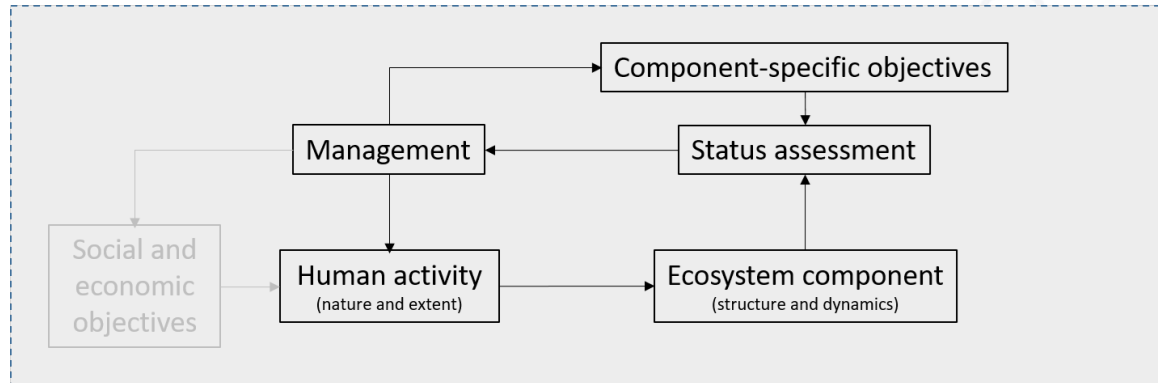 Component-specific objectives
Management
Status assessment
Social and
economic
objectives
Human activity
(nature and extent)
Ecosystem component
(structure and dynamics)